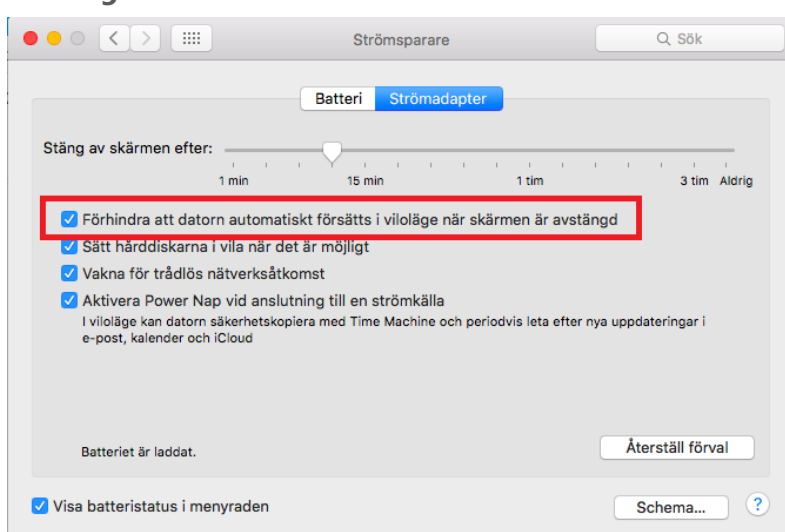 Strömsparare
Sök
Batteri Strömadapter
Stäng av skärmen efter:
1 min 15 min 1 tim 3 tim Aldrig
Förhindra att datorn automatiskt försätts i viloläge när skärmen är avstängd
Sätt hårddiskarna i vila när det är möjligt
Vakna för trådlös nätverksåtkomst
Aktivera Power Nap vid anslutning till en strömkälla
I viloläge kan datorn säkerhetskopiera med Time Machine och periodvis leta efter nya uppdateringar i
e-post, kalender och iCloud
Batteriet är laddat.
Återställ förval
Visa batteristatus i menyraden
Schema...
?